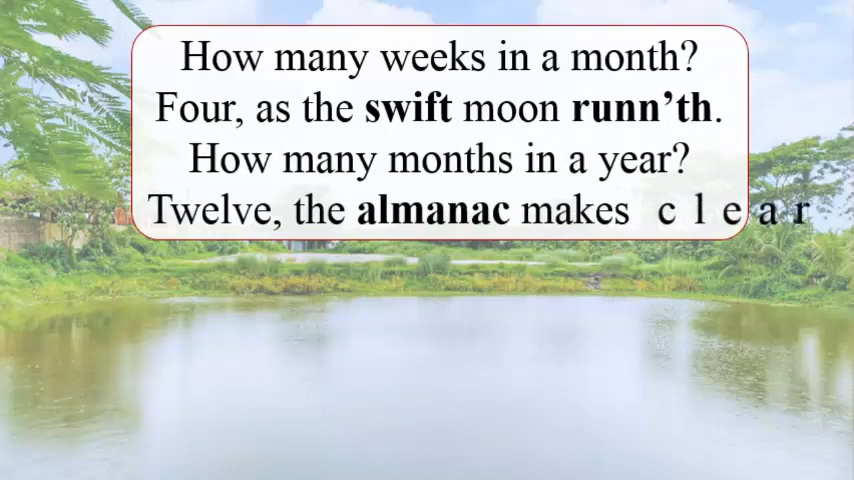 How many weeks in a month?
Four, as the swift moon runn’th.
How many months in a year?
Twelve, the almanac makes clear